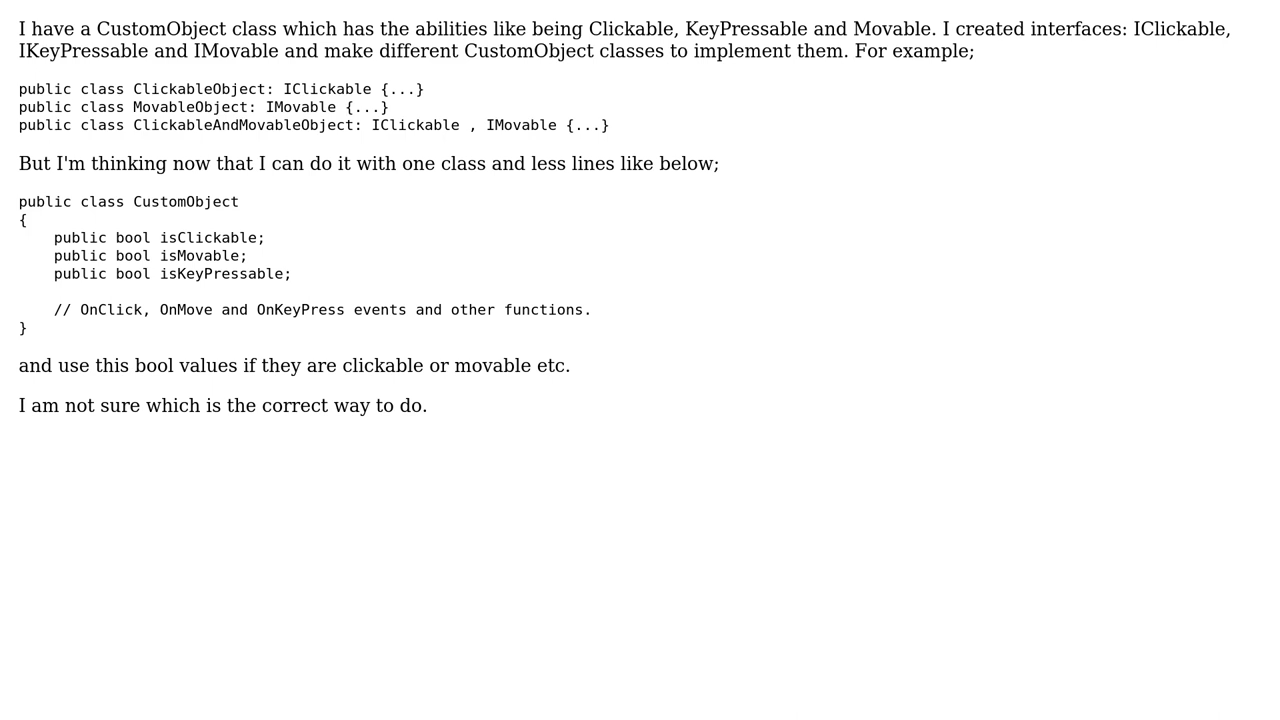 I have a CustomObject class which has the abilities like being Clickable, KeyPressable and Movable. I created interfaces: IClickable,
IKeyPressable and IMovable and make different CustomObject classes to implement them. For example;
public class ClickableObject: IClickable {...}
public class MovableObject: IMovable {...}
public class ClickableAndMovableObject: IClickable , IMovable {...}
But I'm thinking now that I can do it with one class and less lines like below;
public class CustomObject
{
    public bool isClickable;
    public bool isMovable;
    public bool isKeyPressable;
    // OnClick, OnMove and OnKeyPress events and other functions.
}
and use this bool values if they are clickable or movable etc.
I am not sure which is the correct way to do.